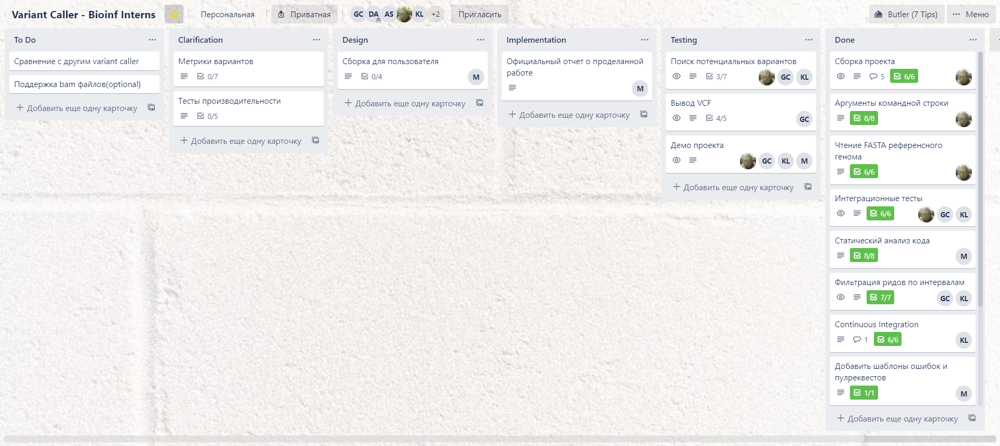 Variant Caller - Bioinf Interns
Персональная
Приватная
GC
DA
AS
KL
+2
Пригласить
Butler (7 Tips)
Меню
To Do
Сравнение с другим variant caller
Поддержка bam файлов(optional)
Добавить еще одну карточку
Clarification
Метрики вариантов
0/7
Тесты производительности
0/5
Добавить еще одну карточку
Design
Сборка для пользователя
0/4
M
Добавить еще одну карточку
Implementation
Официальный отчет о проделанной
работе
M
Добавить еще одну карточку
Testing
Поиск потенциальных вариантов
3/7
GC
KL
Вывод VCF
4/5
GC
Демо проекта
GC
KL
M
Добавить еще одну карточку
Done
Сборка проекта
5
6/6
Аргументы командной строки
8/8
Чтение FASTA референсного
генома
6/6
Интеграционные тесты
6/6
GC
KL
Статический анализ кода
8/8
M
Фильтрация ридов по интервалам
7/7
GC
KL
Continuous Integration
1
6/6
KL
Добавить шаблоны ошибок и
пулреквестов
1/1
M
Добавить еще одну карточку